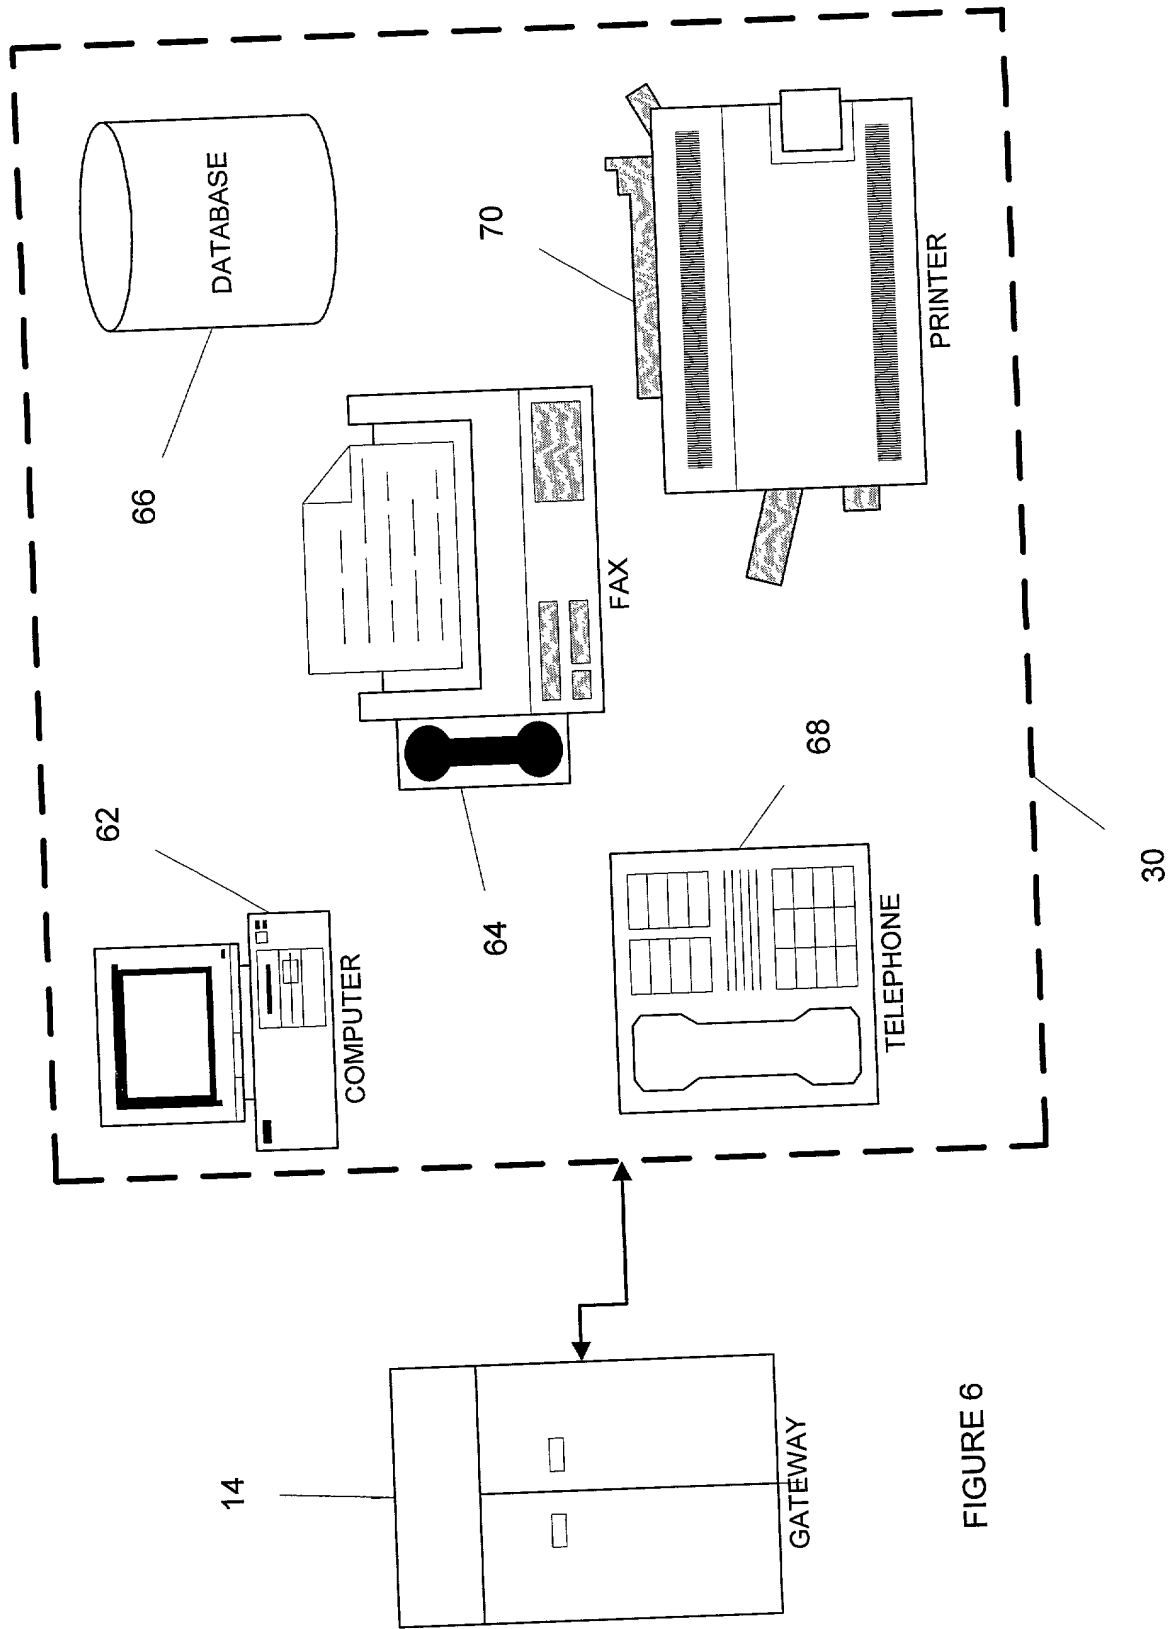 14
GATEWAY
62
COMPUTER
64
FAX
66
DATABASE
68
TELEPHONE
70
PRINTER
30
FIGURE 6